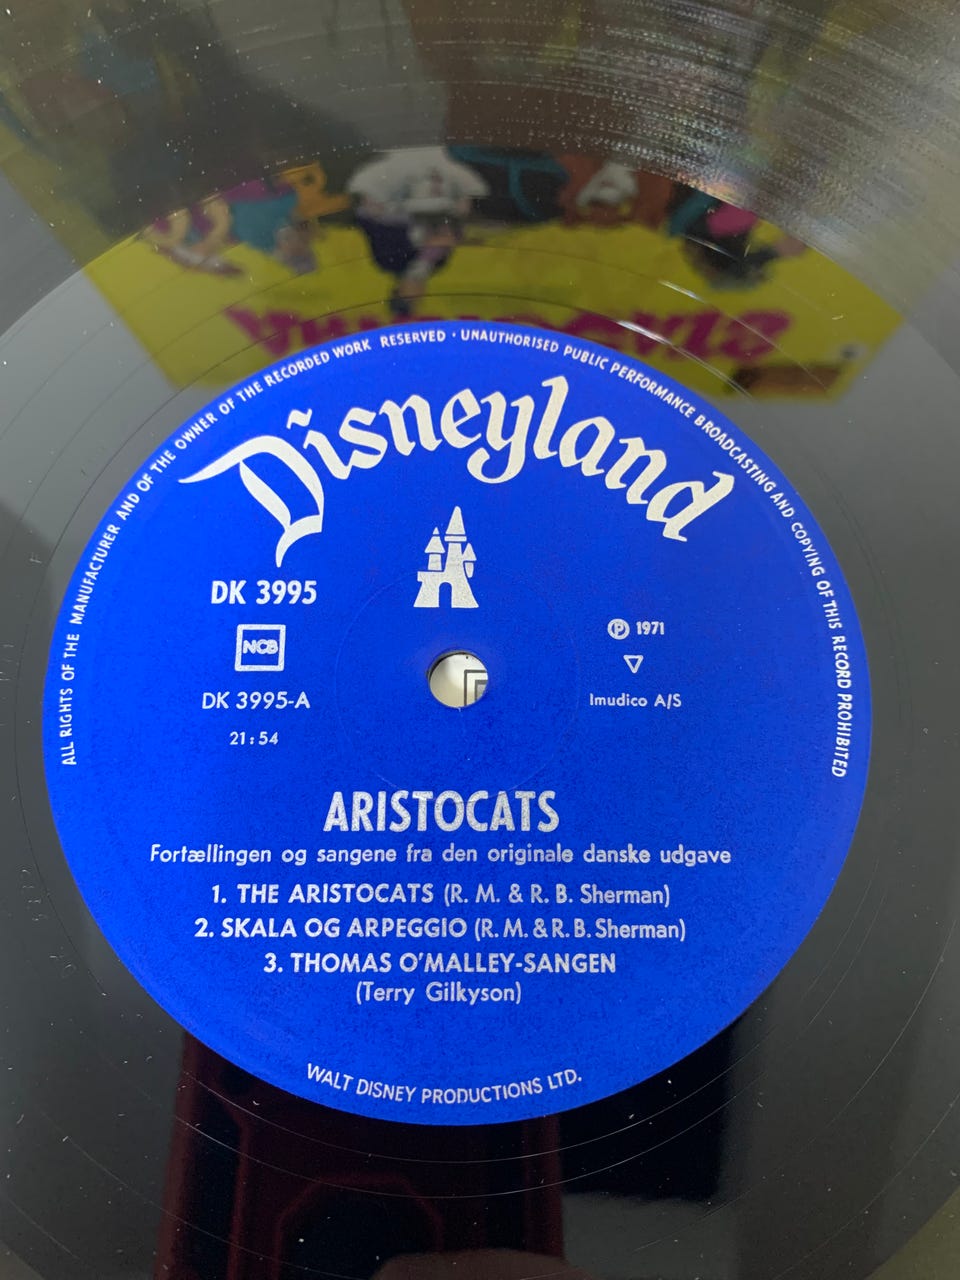 ALL RIGHTS OF THE MANUFACTURER AND OF THE OWNER OF THE RECORDED WORK RESERVED · UNAUTHORISED PUBLIC PERFORMANCE BROADCASTING AND COPYING OF THIS RECORD PROHIBITED
Disneyland
DK 3995
NCB
DK 3995-A
21:54
Ⓟ 1971
Imudico A/S
ARISTOCATS
Fortællingen og sangene fra den originale danske udgave
1. THE ARISTOCATS (R. M. & R. B. Sherman)
2. SKALA OG ARPEGGIO (R. M. & R. B. Sherman)
3. THOMAS O'MALLEY-SANGEN
(Terry Gilkyson)
WALT DISNEY PRODUCTIONS LTD.